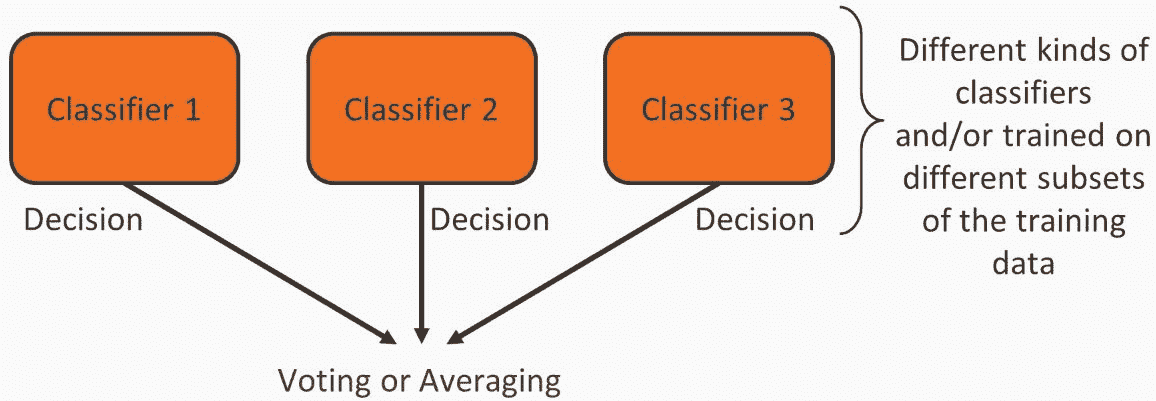 Classifier 1
Classifier 2
Classifier 3
Different kinds of
classifiers
and/or trained on
different subsets
of the training
data
Decision
Decision
Decision
Voting or Averaging